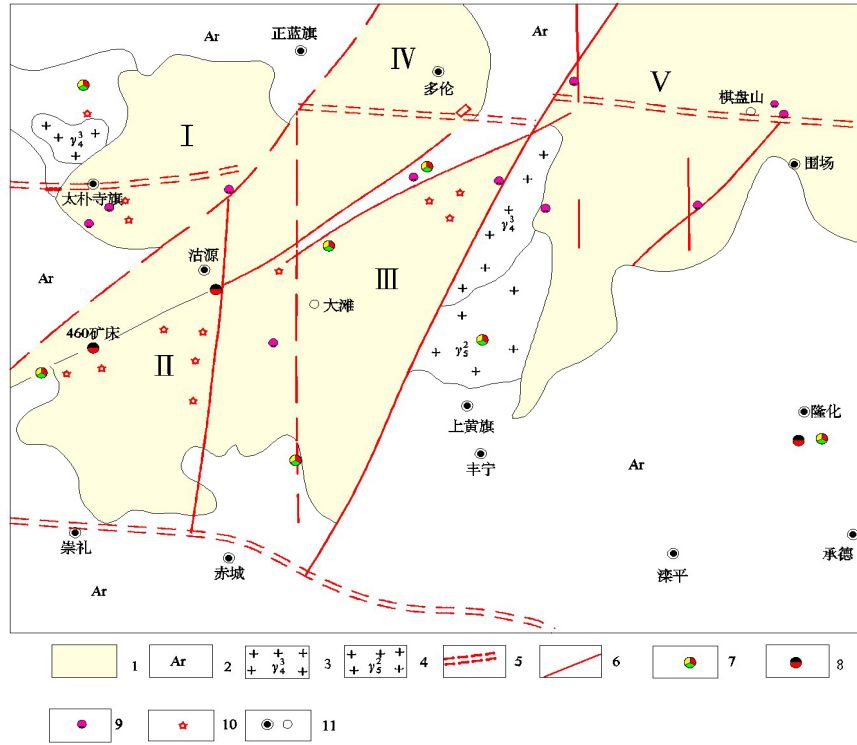 正蓝旗
Ar
Ar
Ⅳ
多伦
Ⅴ
棋盘山
γ₄³
Ⅰ
围场
太朴寺旗
γ₄³
沽源
Ar
Ⅲ
大滩
460矿床
Ⅱ
γ₅²
上黄旗
隆化
丰宁
Ar
崇礼
赤城
滦平
承德
Ar
1
Ar 2
γ₄³ 3
γ₅² 4
5
6
7
8
9
10
11